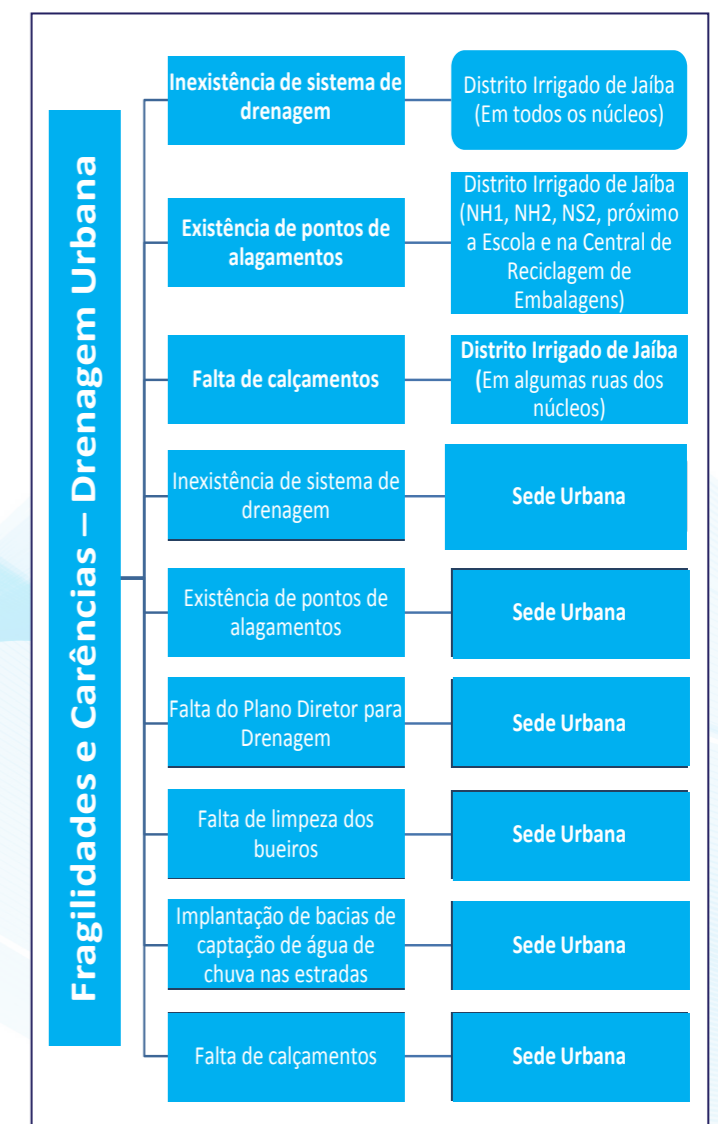 Fragilidades e Carências – Drenagem Urbana
Inexistência de sistema de
drenagem
Distrito Irrigado de Jaíba
(Em todos os núcleos)
Existência de pontos de
alagamentos
Distrito Irrigado de Jaíba
(NH1, NH2, NS2, próximo
a Escola e na Central de
Reciclagem de
Embalagens)
Falta de calçamentos
Distrito Irrigado de Jaíba
(Em algumas ruas dos
núcleos)
Inexistência de sistema de
drenagem
Sede Urbana
Existência de pontos de
alagamentos
Sede Urbana
Falta do Plano Diretor para
Drenagem
Sede Urbana
Falta de limpeza dos
bueiros
Sede Urbana
Implantação de bacias de
captação de água de
chuva nas estradas
Sede Urbana
Falta de calçamentos
Sede Urbana